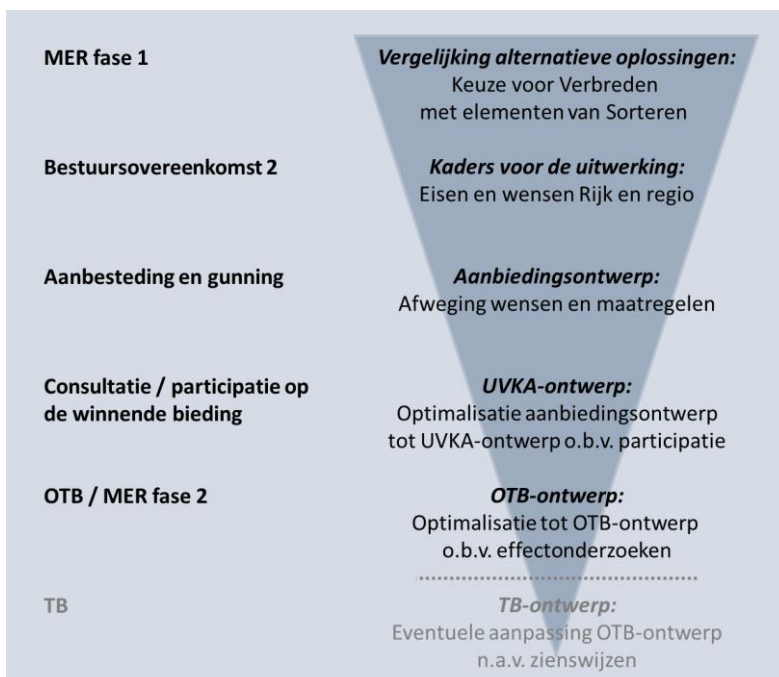 MER fase 1
Vergelijking alternatieve oplossingen:
Keuze voor Verbreden
met elementen van Sorteren
Bestuursovereenkomst 2
Kaders voor de uitwerking:
Eisen en wensen Rijk en regio
Aanbesteding en gunning
Aanbiedingsontwerp:
Afweging wensen en maatregelen
Consultatie / participatie op
de winnende bieding
UVKA-ontwerp:
Optimalisatie aanbiedingsontwerp
tot UVKA-ontwerp o.b.v. participatie
OTB / MER fase 2
OTB-ontwerp:
Optimalisatie tot OTB-ontwerp
o.b.v. effectonderzoeken
TB
TB-ontwerp:
Eventuele aanpassing OTB-ontwerp
n.a.v. zienswijzen